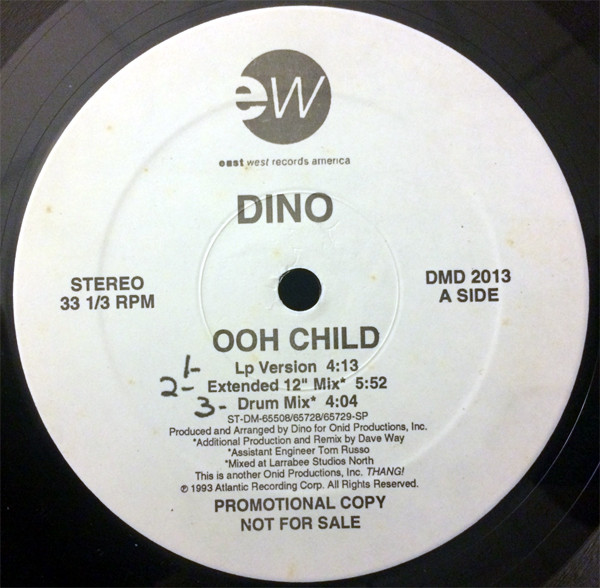 ew
east west records america
DINO
STEREO
33 1/3 RPM
DMD 2013
A SIDE
OOH CHILD
1- Lp Version 4:13
2- Extended 12" Mix* 5:52
3- Drum Mix* 4:04
ST-DM-65508/65728/65729-SP
Produced and Arranged by Dino for Onid Productions, Inc.
*Additional Production and Remix by Dave Way
*Assistant Engineer Tom Russo
*Mixed at Larrabee Studios North
This is another Onid Productions, Inc. THANG!
℗ 1993 Atlantic Recording Corp. All Rights Reserved.
PROMOTIONAL COPY
NOT FOR SALE